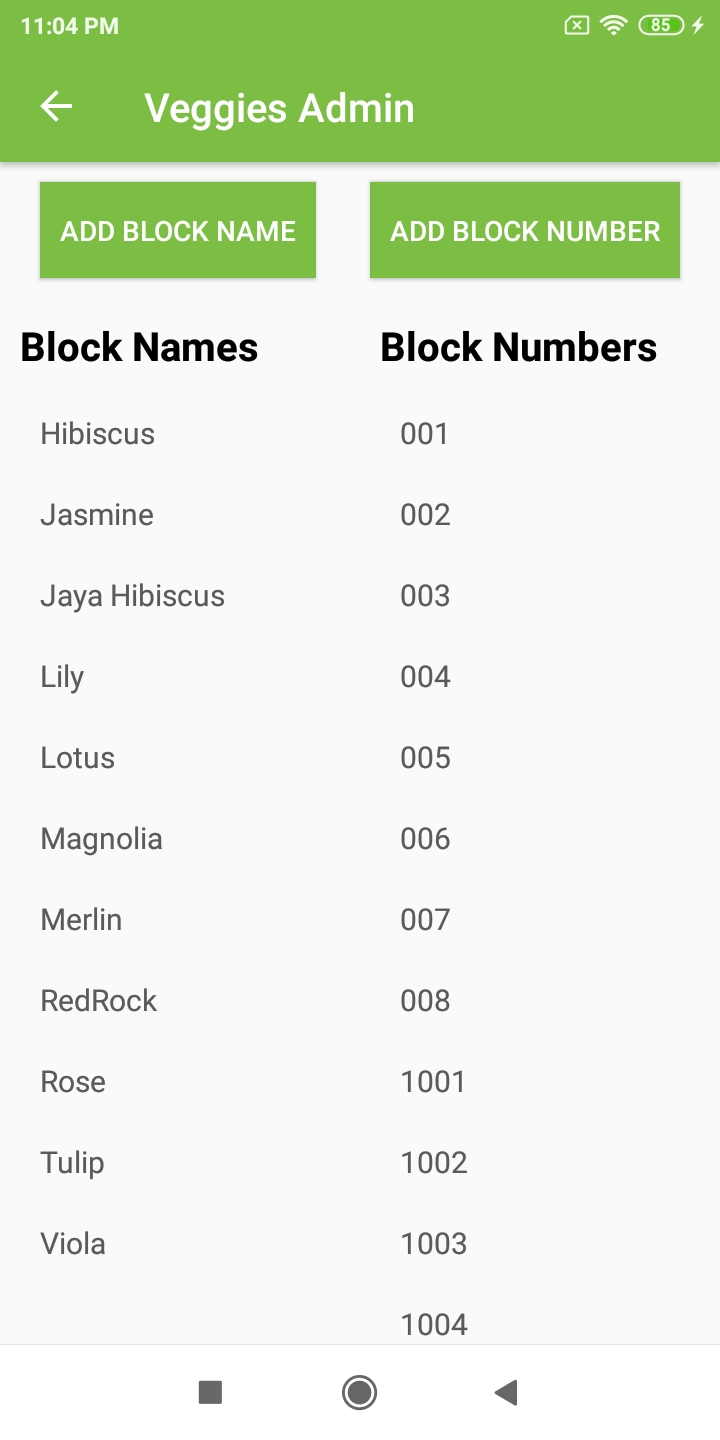 11:04 PM 85
Veggies Admin
ADD BLOCK NAME ADD BLOCK NUMBER
Block Names Block Numbers
Hibiscus 001
Jasmine 002
Jaya Hibiscus 003
Lily 004
Lotus 005
Magnolia 006
Merlin 007
RedRock 008
Rose 1001
Tulip 1002
Viola 1003
1004